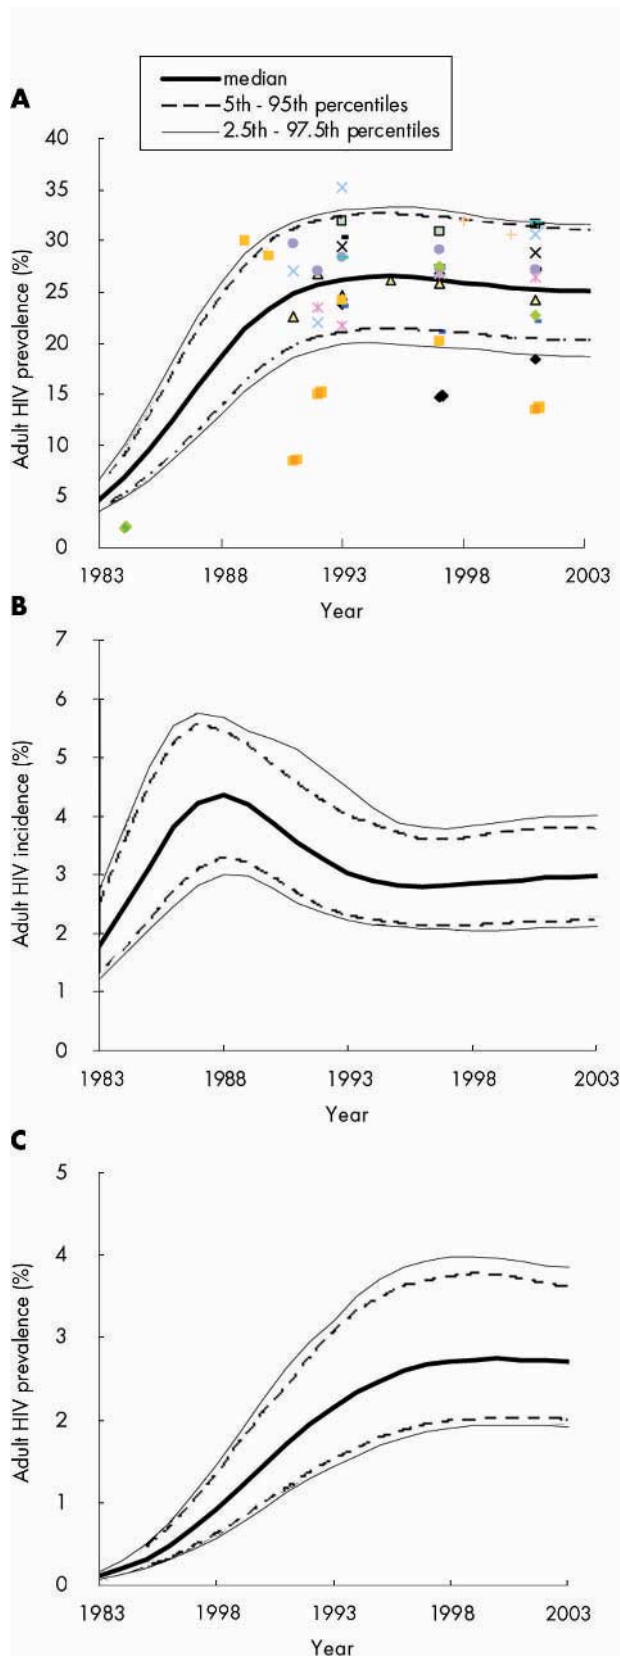 median
5th - 95th percentiles
2.5th - 97.5th percentiles
A
40
35
30
25
20
15
10
5
0
Adult HIV prevalence (%)
1983 1988 1993 1998 2003
Year
B
7
6
5
4
3
2
1
0
Adult HIV incidence (%)
1983 1988 1993 1998 2003
Year
C
5
4
3
2
1
0
Adult HIV prevalence (%)
1983 1998 1993 1998 2003
Year